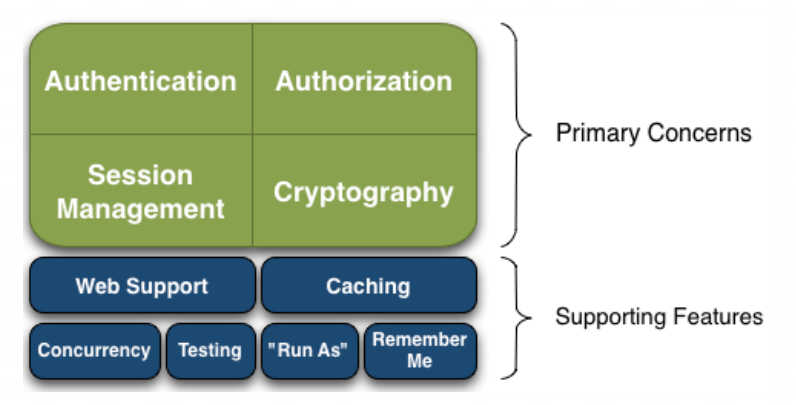 Authentication
Authorization
Primary Concerns
Session
Management
Cryptography
Web Support
Caching
Supporting Features
Concurrency
Testing
"Run As"
Remember
Me